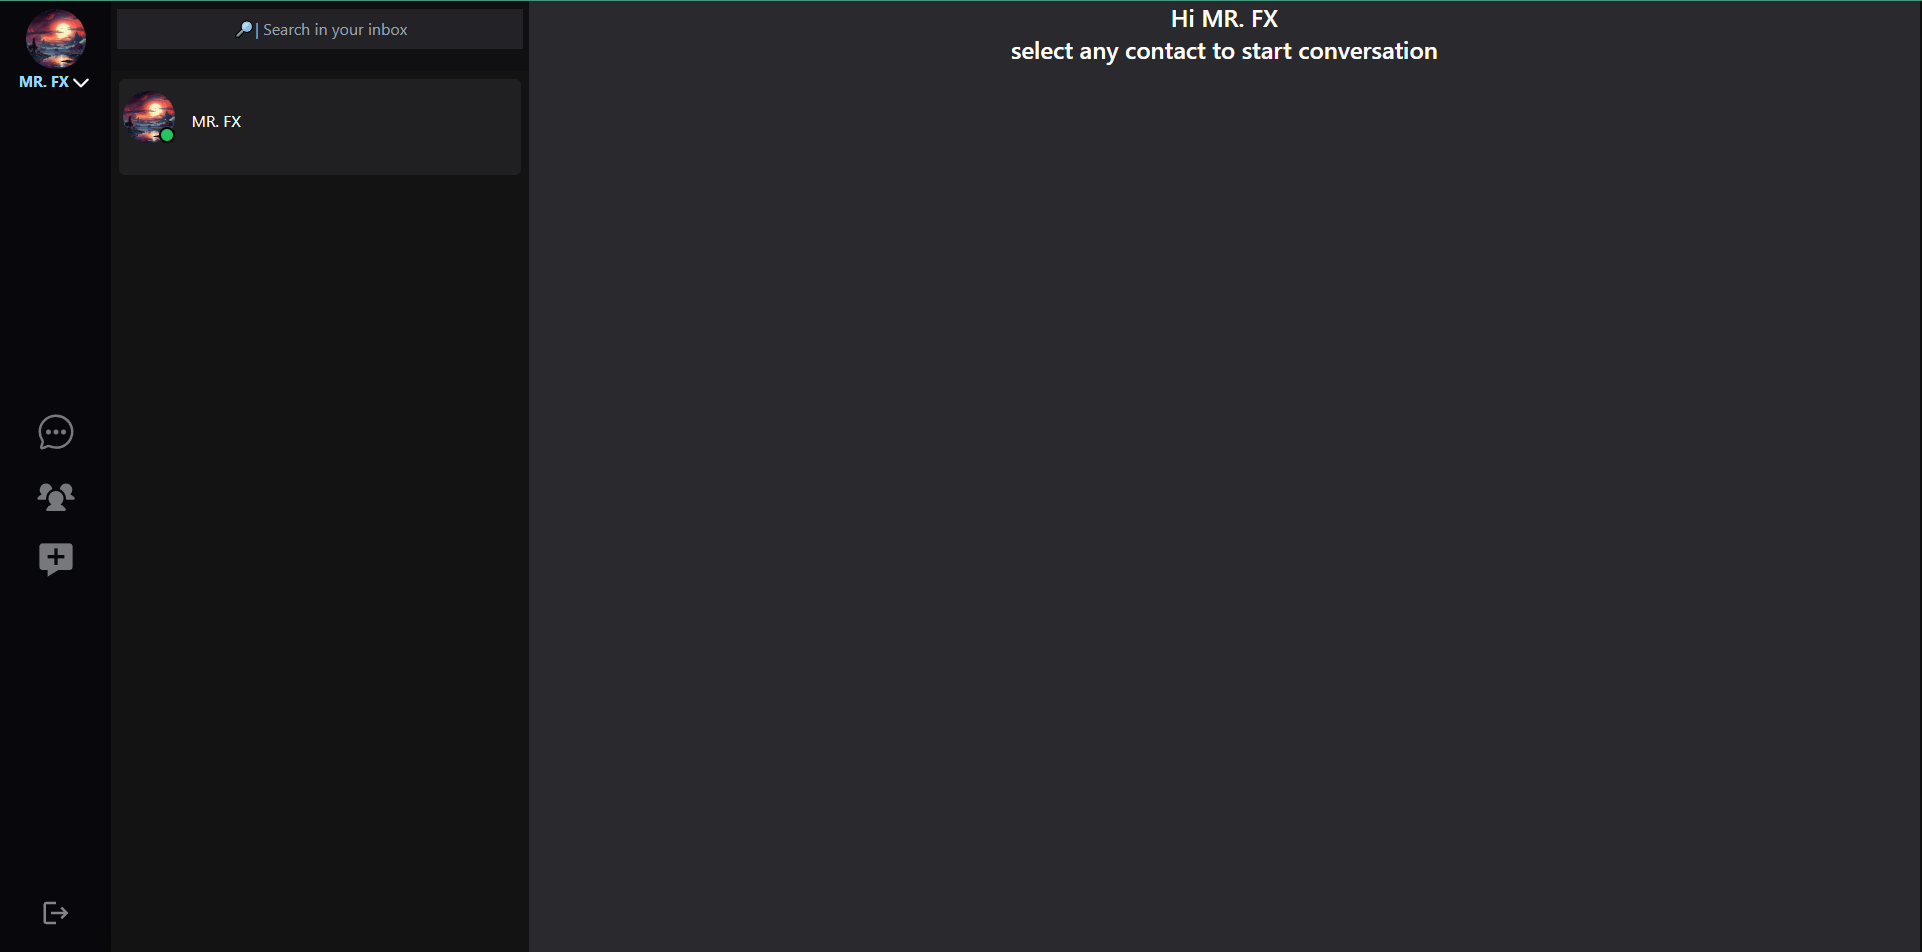 MR. FX
🔎| Search in your inbox
MR. FX
Hi MR. FX
select any contact to start conversation